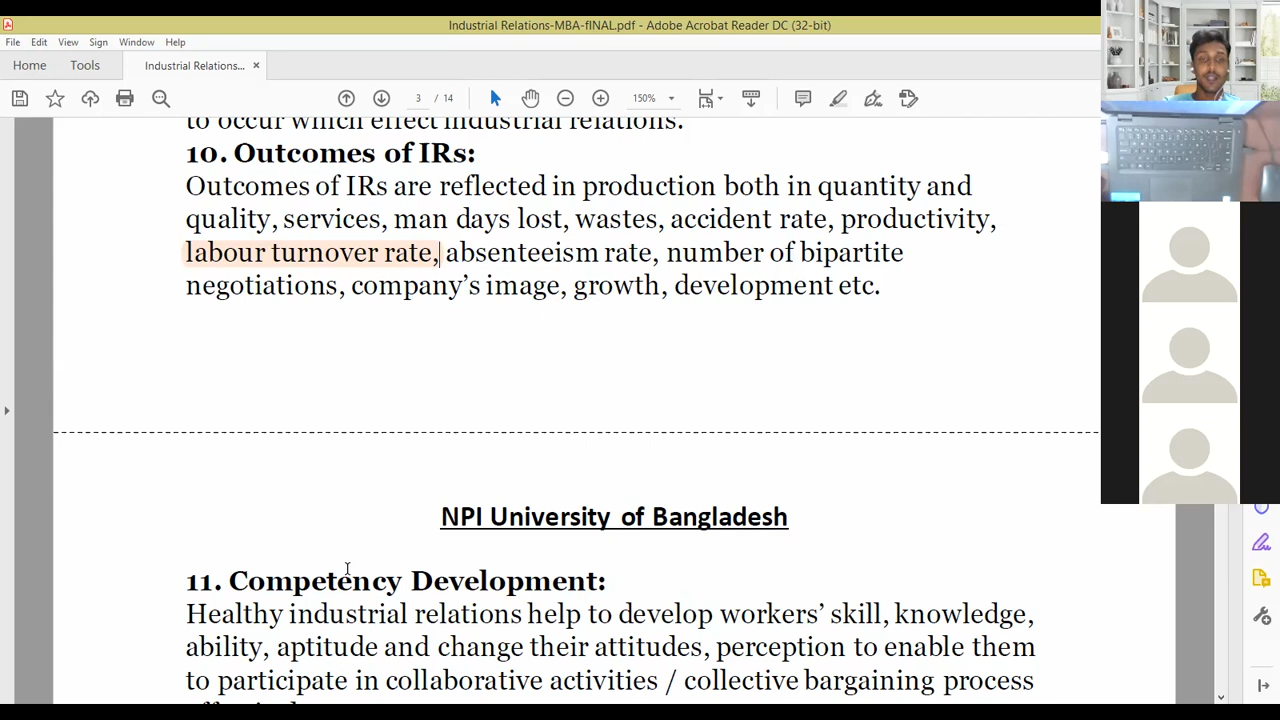 Industrial Relations-MBA-fINAL.pdf - Adobe Acrobat Reader DC (32-bit)
File Edit View Sign Window Help
Home Tools Industrial Relations... ×
3 / 14 150%
to occur which effect industrial relations.
10. Outcomes of IRs:
Outcomes of IRs are reflected in production both in quantity and
quality, services, man days lost, wastes, accident rate, productivity,
labour turnover rate, absenteeism rate, number of bipartite
negotiations, company’s image, growth, development etc.
NPI University of Bangladesh
11. Competency Development:
Healthy industrial relations help to develop workers’ skill, knowledge,
ability, aptitude and change their attitudes, perception to enable them
to participate in collaborative activities / collective bargaining process